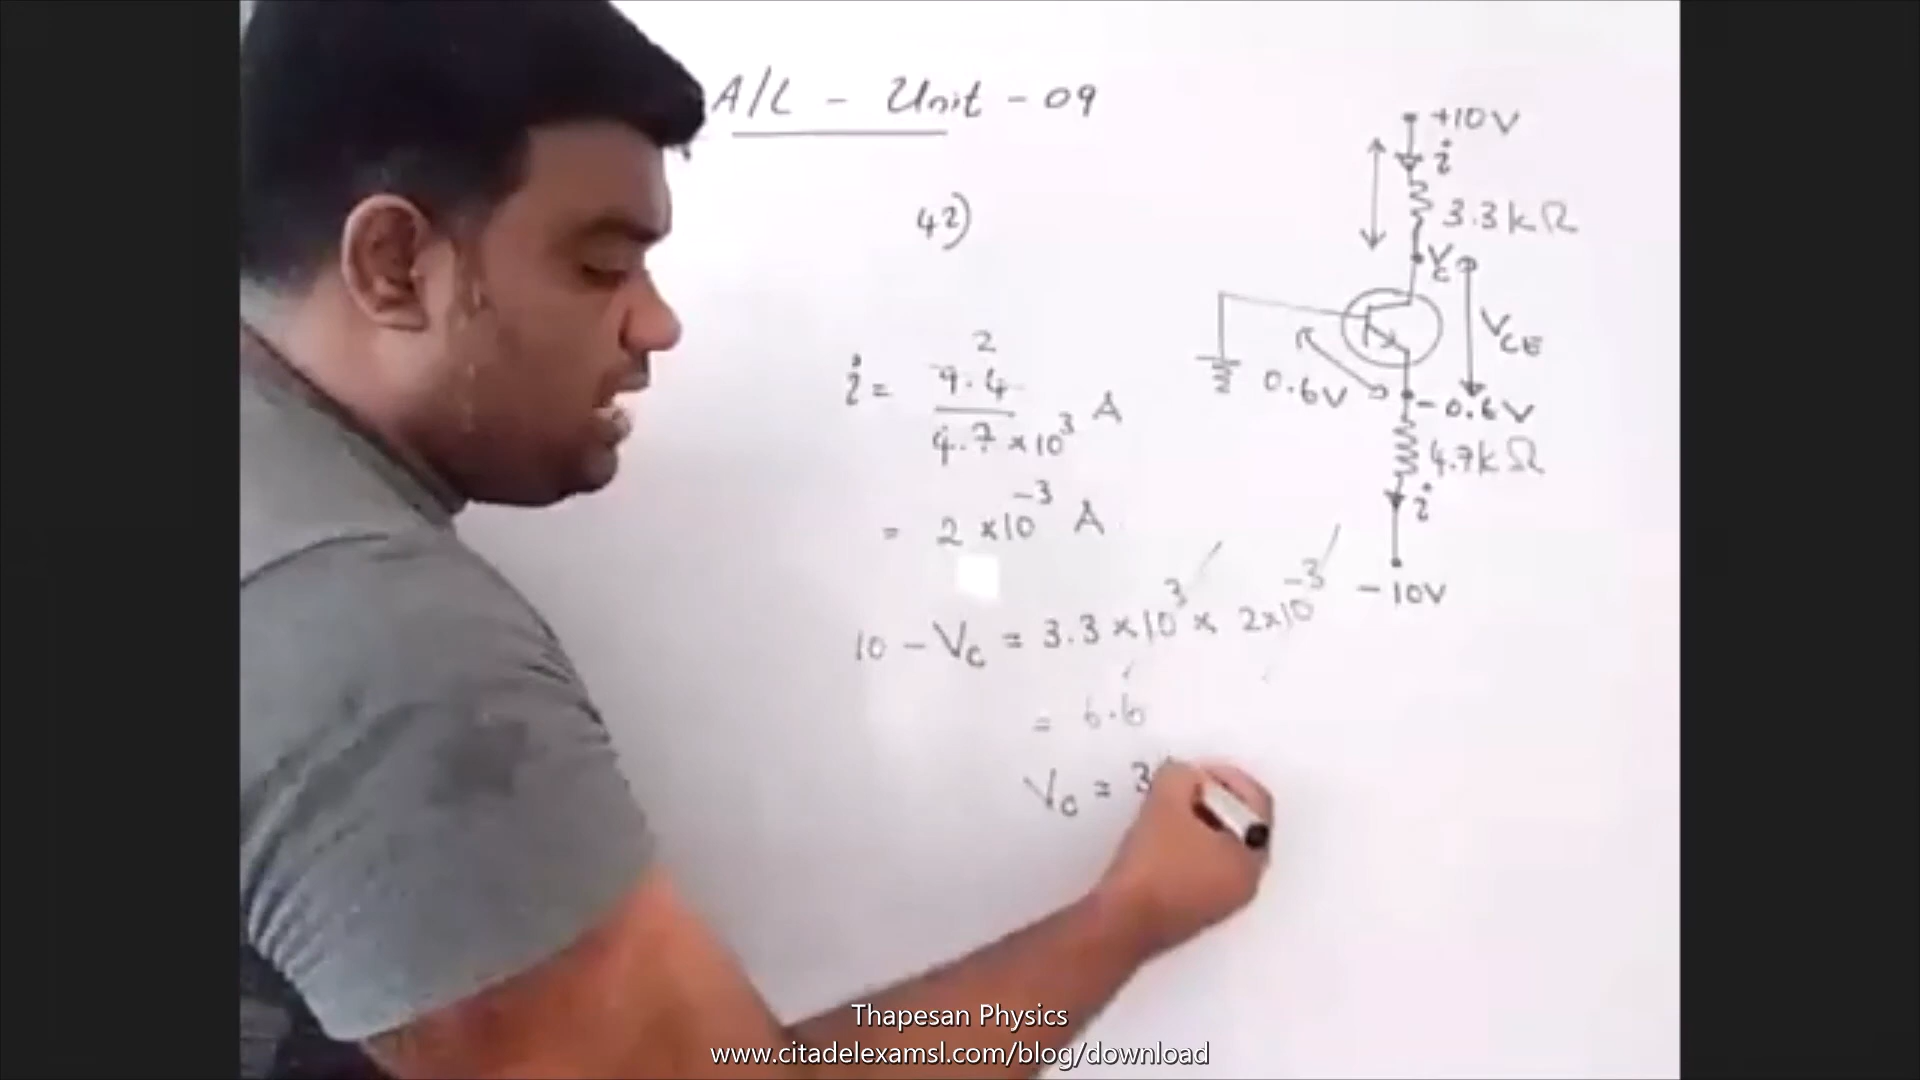 A/L - Unit - 09
42)
i = 9.4 / 4.7 × 10³ A
2
= 2 × 10⁻³ A
10 - Vc = 3.3 × 10³ × 2×10⁻³
= 6.6
Vc = 3
+10V
i
3.3kΩ
Vc
VCE
0.6V
-0.6V
4.7kΩ
i
-10V
Thapesan Physics
www.citadelexamsl.com/blog/download